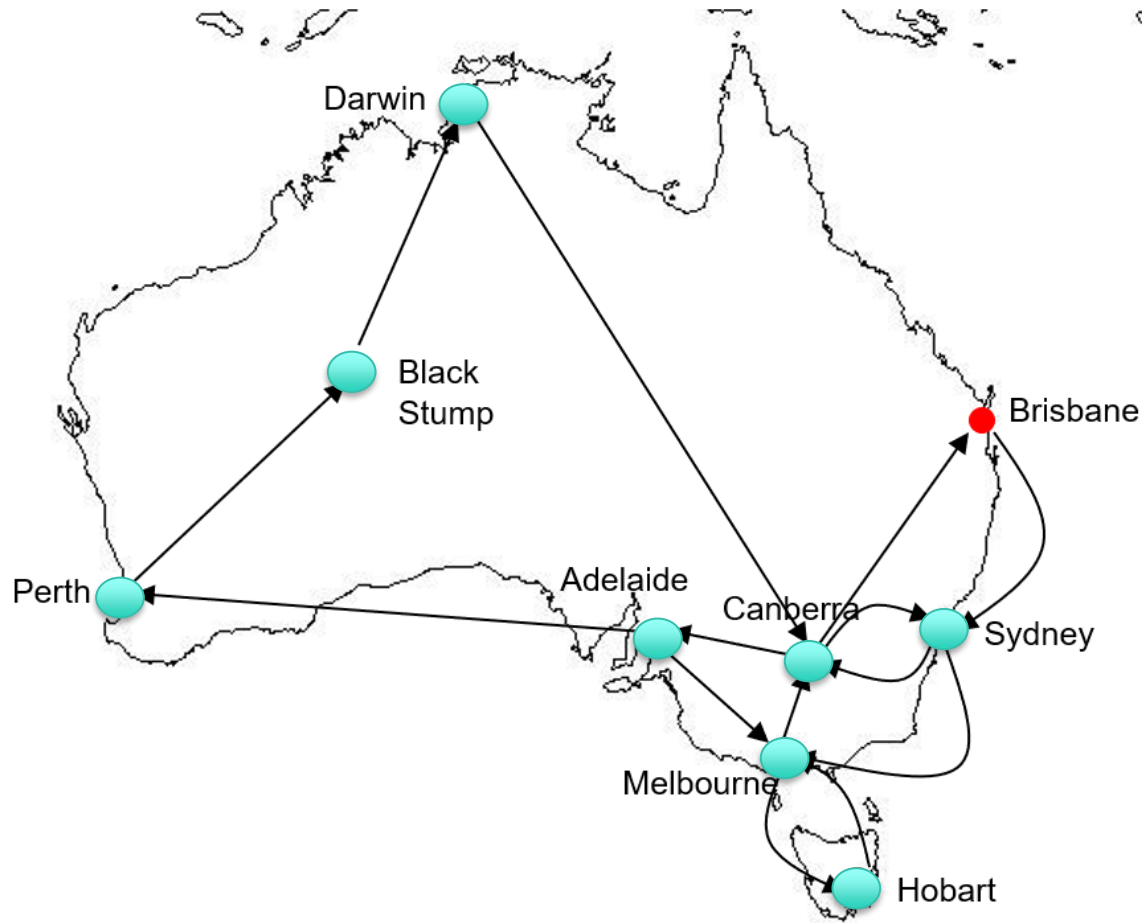 Darwin
Black
Stump
Brisbane
Perth
Adelaide
Canberra
Sydney
Melbourne
Hobart